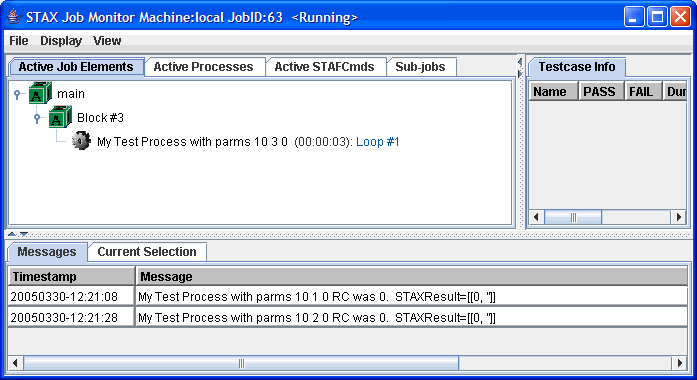 STAX Job Monitor Machine:local JobID:63 <Running>
File Display View
Active Job Elements Active Processes Active STAFCmds Sub-jobs
main
Block #3
My Test Process with parms 10 3 0 (00:00:03): Loop #1
Testcase Info
Name PASS FAIL Dur
Messages Current Selection
Timestamp Message
20050330-12:21:08 My Test Process with parms 10 1 0 RC was 0. STAXResult=[[0, '']]
20050330-12:21:28 My Test Process with parms 10 2 0 RC was 0. STAXResult=[[0, '']]